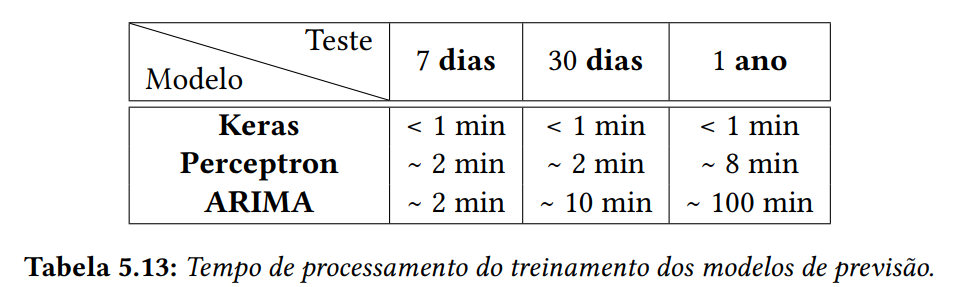 Teste
Modelo
7 dias 30 dias 1 ano
Keras < 1 min < 1 min < 1 min
Perceptron ~ 2 min ~ 2 min ~ 8 min
ARIMA ~ 2 min ~ 10 min ~ 100 min
Tabela 5.13: Tempo de processamento do treinamento dos modelos de previsão.